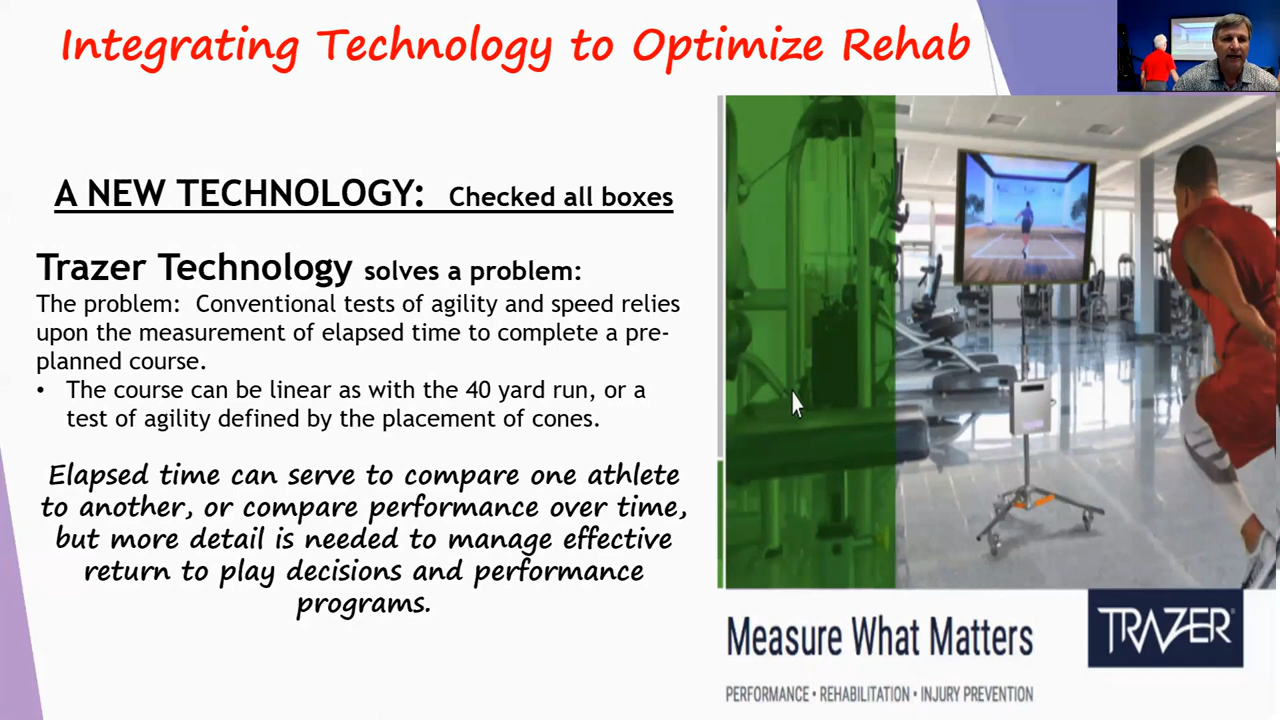 Integrating Technology to Optimize Rehab
A NEW TECHNOLOGY: Checked all boxes
Trazer Technology solves a problem:
The problem: Conventional tests of agility and speed relies
upon the measurement of elapsed time to complete a pre-
planned course.
• The course can be linear as with the 40 yard run, or a
test of agility defined by the placement of cones.
Elapsed time can serve to compare one athlete
to another, or compare performance over time,
but more detail is needed to manage effective
return to play decisions and performance
programs.
Measure What Matters
TRAZER®
PERFORMANCE • REHABILITATION • INJURY PREVENTION